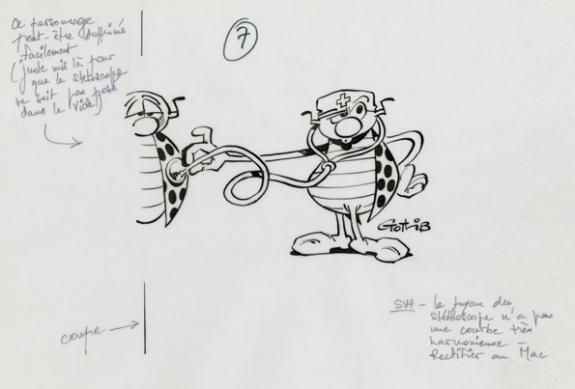 Ce personnage
peut-être supprimé
facilement
(juste mis là pour
que le stétoscope
ne soit pas posé
dans le vide)
7
Gotlib
coupe
SVP - le tuyau du
stéthoscope n'a pas
une courbe très
harmonieuse -
Rectifier au Mac